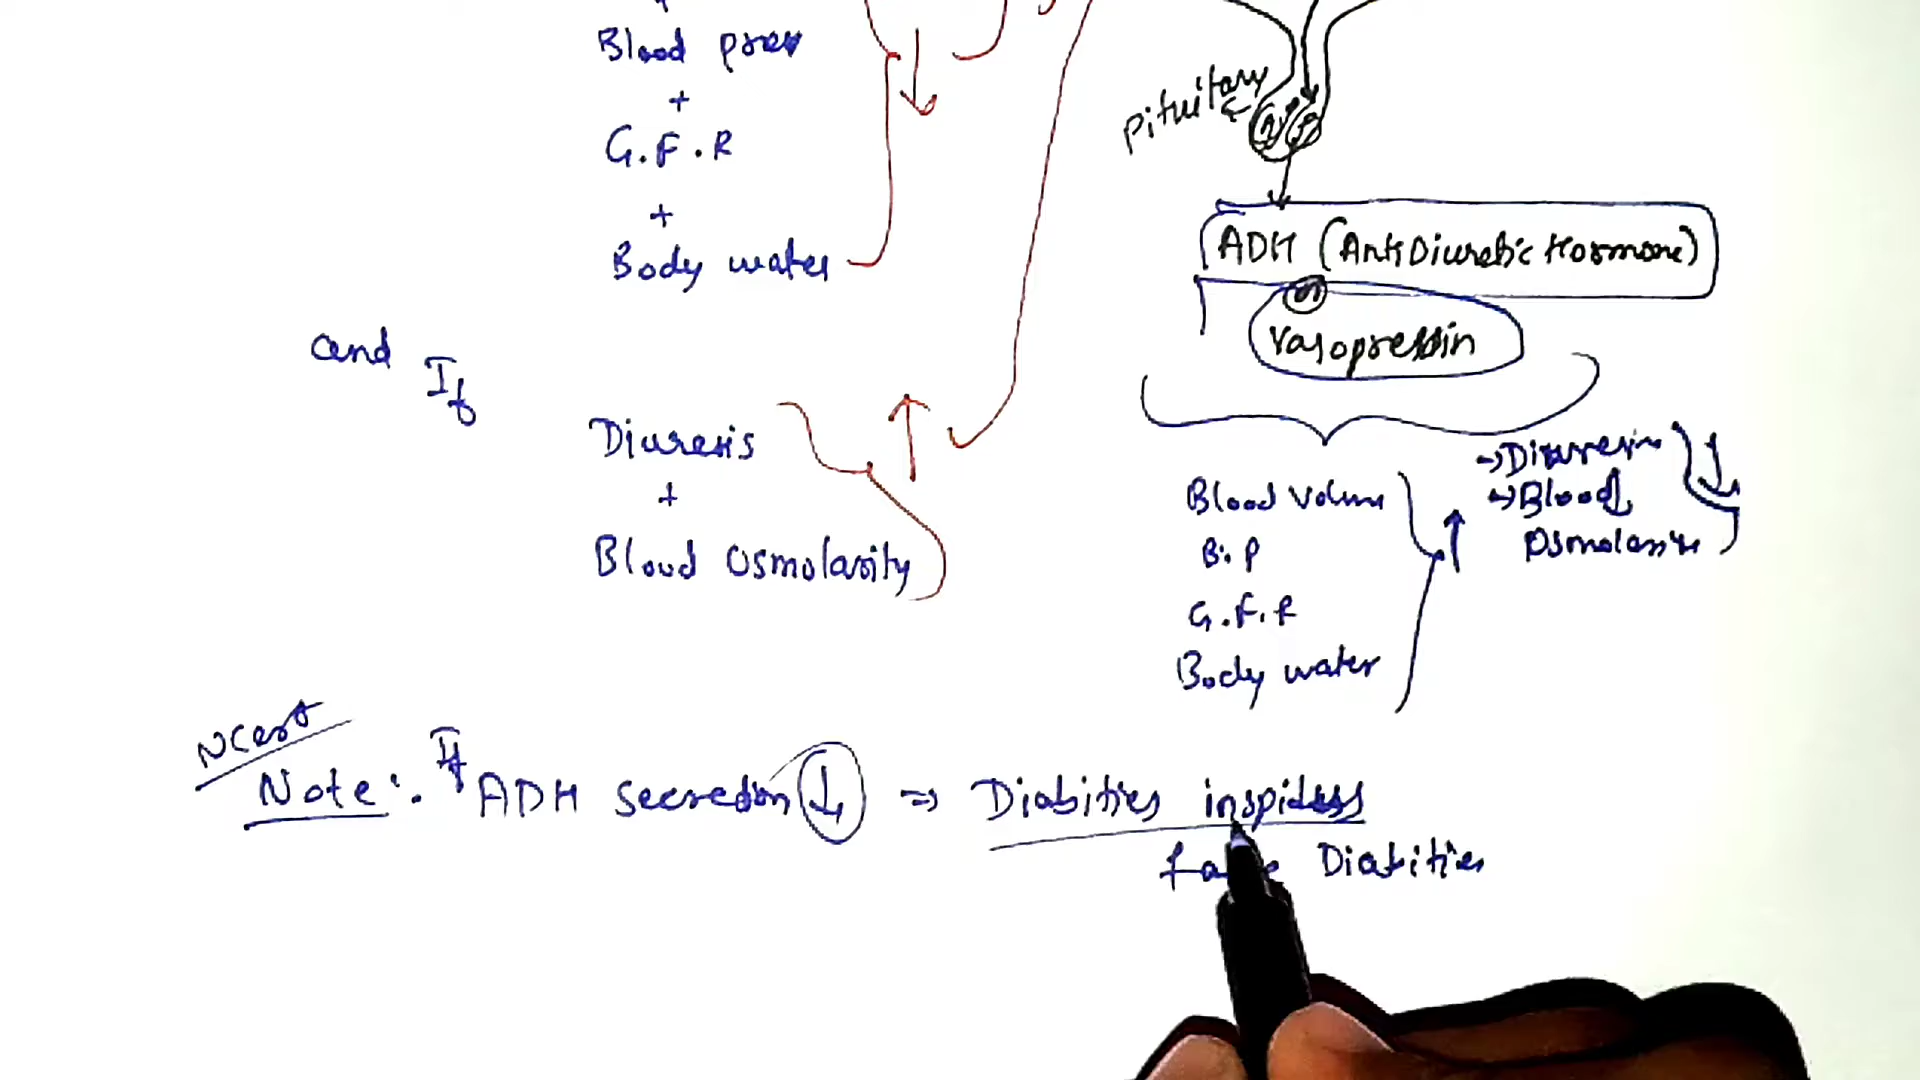 Blood pres
+
G.F.R
+
Body water
and If
Diuresis
+
Blood Osmolarity
Pituitary
ADH (AntiDiuretic Hormone)
or
Vasopressin
Blood Volume
B.P
G.F.R
Body water
→Diuresis
→Blood
Osmolarity
NCert
Note:. If ADH secretion ↓ ⇒ Diabities inspidess
Diabities